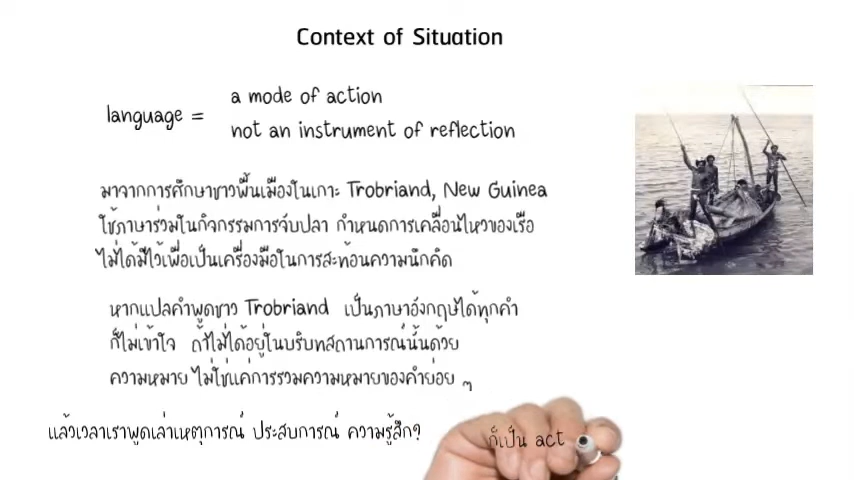 Context of Situation
language =
a mode of action
not an instrument of reflection
มาจากการศึกษาชาวพื้นเมืองในเกาะ Trobriand, New Guinea
ใช้ภาษาร่วมในกิจกรรมการจับปลา กำหนดการเคลื่อนไหวของเรือ
ไม่ได้มีไว้เพื่อเป็นเครื่องมือในการสะท้อนความนึกคิด
หากแปลคำพูดชาว Trobriand เป็นภาษาอังกฤษได้ทุกคำ
ก็ไม่เข้าใจ ถ้าไม่ได้อยู่ในบริบทสถานการณ์นั้นด้วย
ความหมาย ไม่ใช่แค่การรวมความหมายของคำย่อย ๆ
แล้วเวลาเราพูดเล่าเหตุการณ์ ประสบการณ์ ความรู้สึก? ก็เป็น act